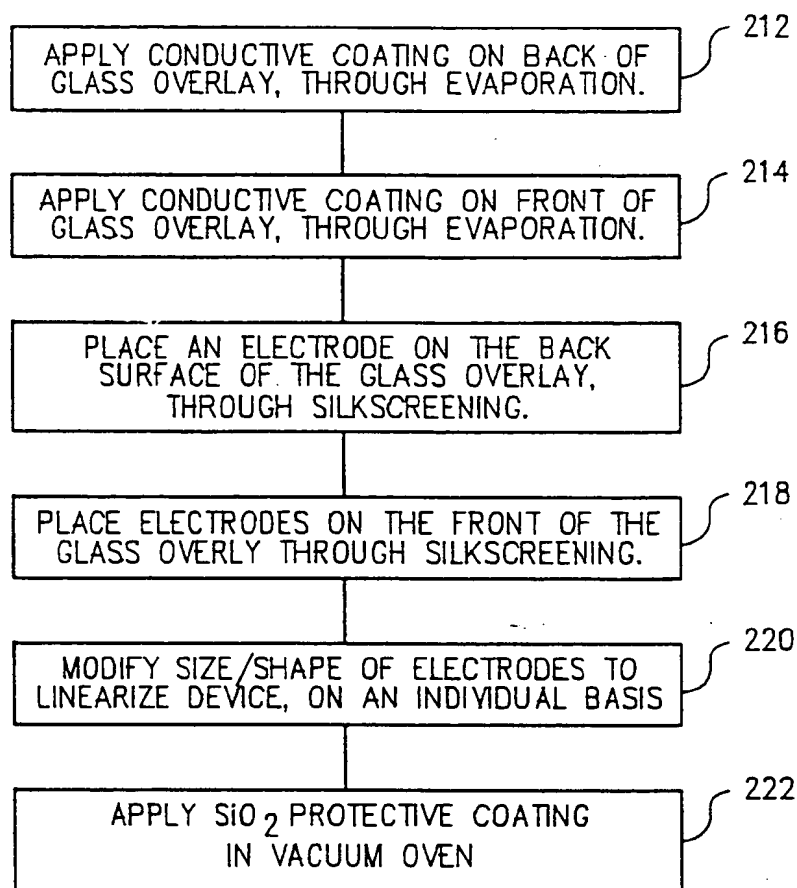 212
APPLY CONDUCTIVE COATING ON BACK OF
GLASS OVERLAY, THROUGH EVAPORATION.
214
APPLY CONDUCTIVE COATING ON FRONT OF
GLASS OVERLAY, THROUGH EVAPORATION.
216
PLACE AN ELECTRODE ON THE BACK
SURFACE OF THE GLASS OVERLAY,
THROUGH SILKSCREENING.
218
PLACE ELECTRODES ON THE FRONT OF THE
GLASS OVERLY THROUGH SILKSCREENING.
220
MODIFY SIZE/SHAPE OF ELECTRODES TO
LINEARIZE DEVICE, ON AN INDIVIDUAL BASIS
222
APPLY SiO2 PROTECTIVE COATING
IN VACUUM OVEN